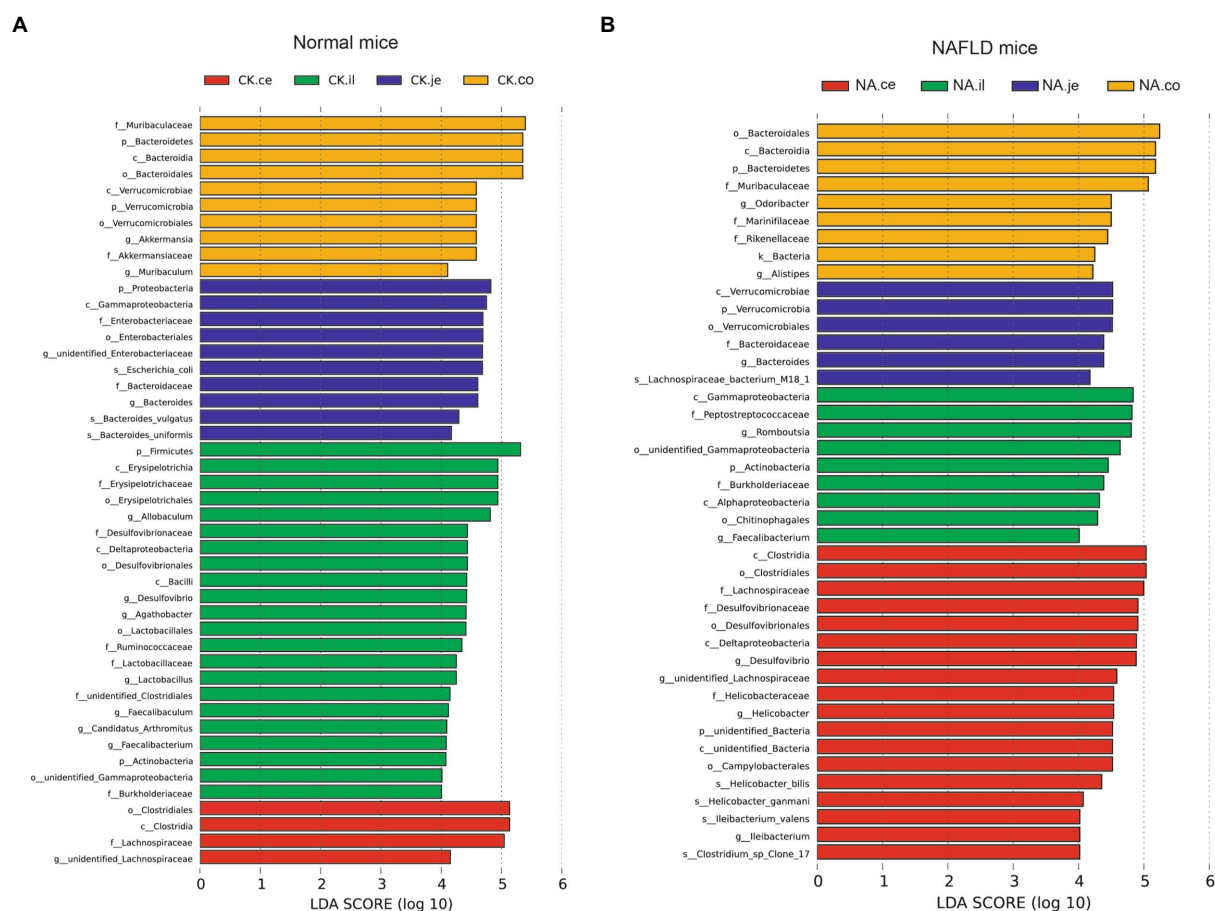 A
Normal mice
CK.ce CK.il CK.je CK.co
f__Muribaculaceae
p__Bacteroidetes
c__Bacteroidia
o__Bacteroidales
c__Verrucomicrobiae
p__Verrucomicrobia
o__Verrucomicrobiales
g__Akkermansia
f__Akkermansiaceae
g__Muribaculum
p__Proteobacteria
c__Gammaproteobacteria
f__Enterobacteriaceae
o__Enterobacteriales
g__unidentified_Enterobacteriaceae
s__Escherichia_coli
f__Bacteroidaceae
g__Bacteroides
s__Bacteroides_vulgatus
s__Bacteroides_uniformis
p__Firmicutes
c__Erysipelotrichia
f__Erysipelotrichaceae
o__Erysipelotrichales
g__Allobaculum
f__Desulfovibrionaceae
c__Deltaproteobacteria
o__Desulfovibrionales
c__Bacilli
g__Desulfovibrio
g__Agathobacter
o__Lactobacillales
f__Ruminococcaceae
f__Lactobacillaceae
g__Lactobacillus
f__unidentified_Clostridiales
g__Faecalibaculum
g__Candidatus_Arthromitus
g__Faecalibacterium
p__Actinobacteria
o__unidentified_Gammaproteobacteria
f__Burkholderiaceae
o__Clostridiales
c__Clostridia
f__Lachnospiraceae
g__unidentified_Lachnospiraceae
0 1 2 3 4 5 6
LDA SCORE (log 10)
B
NAFLD mice
NA.ce NA.il NA.je NA.co
o__Bacteroidales
c__Bacteroidia
p__Bacteroidetes
f__Muribaculaceae
g__Odoribacter
f__Marinifilaceae
f__Rikenellaceae
k__Bacteria
g__Alistipes
c__Verrucomicrobiae
p__Verrucomicrobia
o__Verrucomicrobiales
f__Bacteroidaceae
g__Bacteroides
s__Lachnospiraceae_bacterium_M18_1
c__Gammaproteobacteria
f__Peptostreptococcaceae
g__Romboutsia
o__unidentified_Gammaproteobacteria
p__Actinobacteria
f__Burkholderiaceae
c__Alphaproteobacteria
o__Chitinophagales
g__Faecalibacterium
c__Clostridia
o__Clostridiales
f__Lachnospiraceae
f__Desulfovibrionaceae
o__Desulfovibrionales
c__Deltaproteobacteria
g__Desulfovibrio
g__unidentified_Lachnospiraceae
f__Helicobacteraceae
g__Helicobacter
p__unidentified_Bacteria
c__unidentified_Bacteria
o__Campylobacterales
s__Helicobacter_bilis
s__Helicobacter_ganmani
s__Ileibacterium_valens
g__Ileibacterium
s__Clostridium_sp_Clone_17
0 1 2 3 4 5 6
LDA SCORE (log 10)